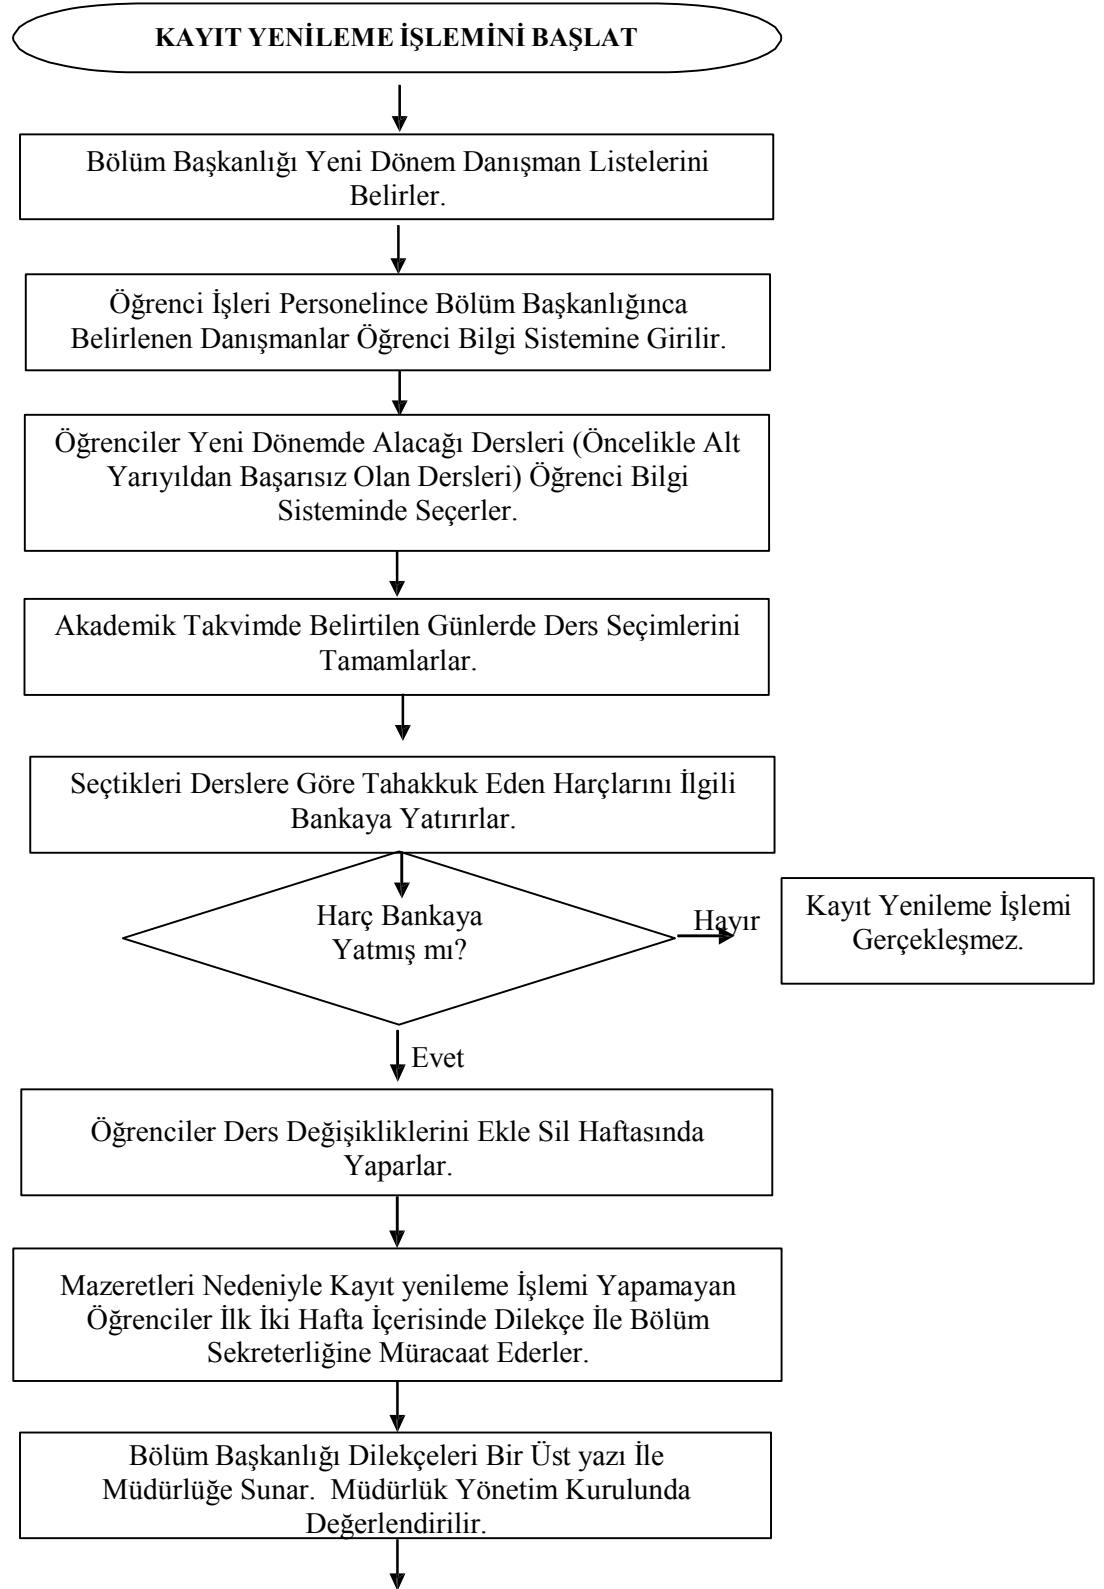 KAYIT YENİLEME İŞLEMİNİ BAŞLAT
Bölüm Başkanlığı Yeni Dönem Danışman Listelerini
Belirler.
Öğrenci İşleri Personelince Bölüm Başkanlığınca
Belirlenen Danışmanlar Öğrenci Bilgi Sistemine Girilir.
Öğrenciler Yeni Dönemde Alacağı Dersleri (Öncelikle Alt
Yarıyıldan Başarısız Olan Dersleri) Öğrenci Bilgi
Sisteminde Seçerler.
Akademik Takvimde Belirtilen Günlerde Ders Seçimlerini
Tamamlarlar.
Seçtikleri Derslere Göre Tahakkuk Eden Harçlarını İlgili
Bankaya Yatırırlar.
Harç Bankaya
Yatmış mı?
Hayır
Kayıt Yenileme İşlemi
Gerçekleşmez.
Evet
Öğrenciler Ders Değişikliklerini Ekle Sil Haftasında
Yaparlar.
Mazeretleri Nedeniyle Kayıt yenileme İşlemi Yapamayan
Öğrenciler İlk İki Hafta İçerisinde Dilekçe İle Bölüm
Sekreterliğine Müracaat Ederler.
Bölüm Başkanlığı Dilekçeleri Bir Üst yazı İle
Müdürlüğe Sunar.  Müdürlük Yönetim Kurulunda
Değerlendirilir.